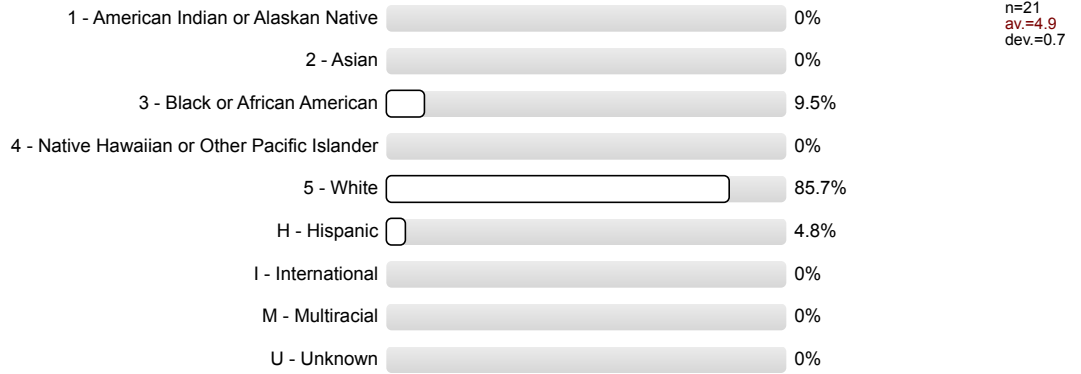 1 - American Indian or Alaskan Native 0%
2 - Asian 0%
3 - Black or African American 9.5%
4 - Native Hawaiian or Other Pacific Islander 0%
5 - White 85.7%
H - Hispanic 4.8%
I - International 0%
M - Multiracial 0%
U - Unknown 0%
n=21
av.=4.9
dev.=0.7